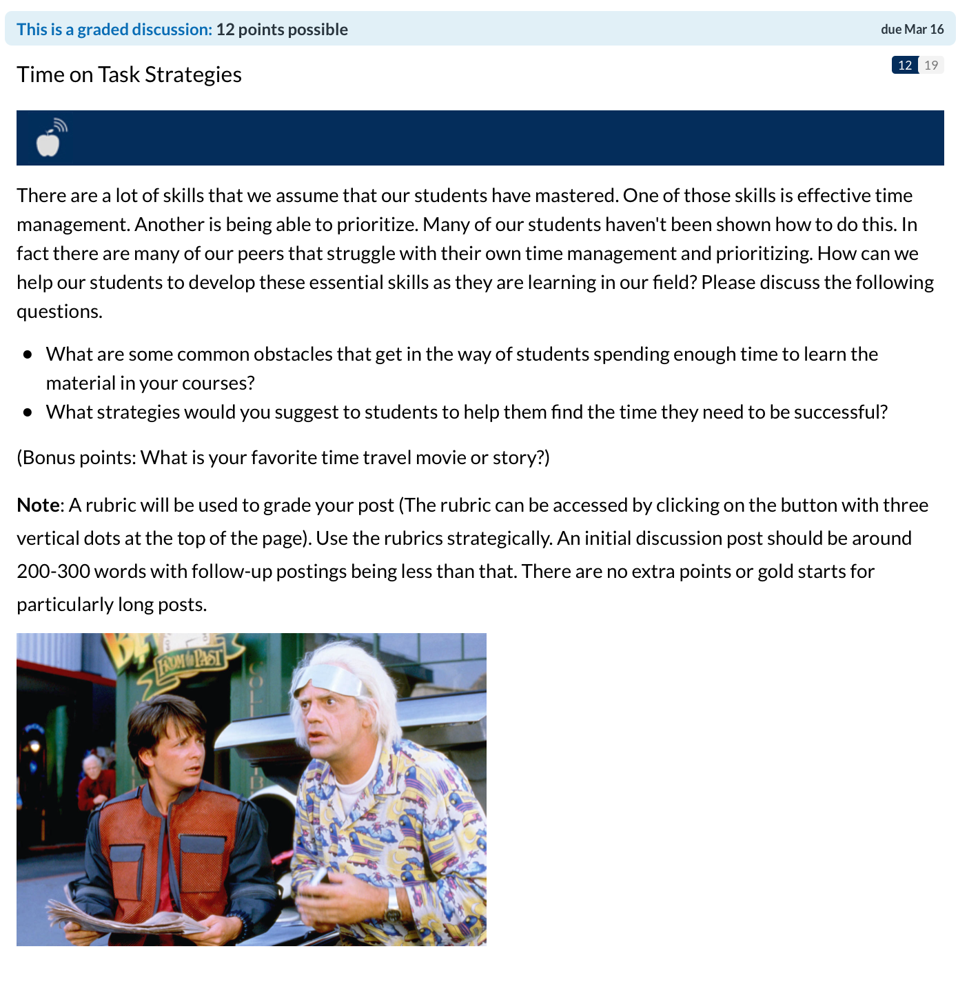 This is a graded discussion: 12 points possible
due Mar 16
Time on Task Strategies
12 19
There are a lot of skills that we assume that our students have mastered. One of those skills is effective time
management. Another is being able to prioritize. Many of our students haven't been shown how to do this. In
fact there are many of our peers that struggle with their own time management and prioritizing. How can we
help our students to develop these essential skills as they are learning in our field? Please discuss the following
questions.
● What are some common obstacles that get in the way of students spending enough time to learn the
material in your courses?
● What strategies would you suggest to students to help them find the time they need to be successful?
(Bonus points: What is your favorite time travel movie or story?)
Note: A rubric will be used to grade your post (The rubric can be accessed by clicking on the button with three
vertical dots at the top of the page). Use the rubrics strategically. An initial discussion post should be around
200-300 words with follow-up postings being less than that. There are no extra points or gold starts for
particularly long posts.
FROM the PAST